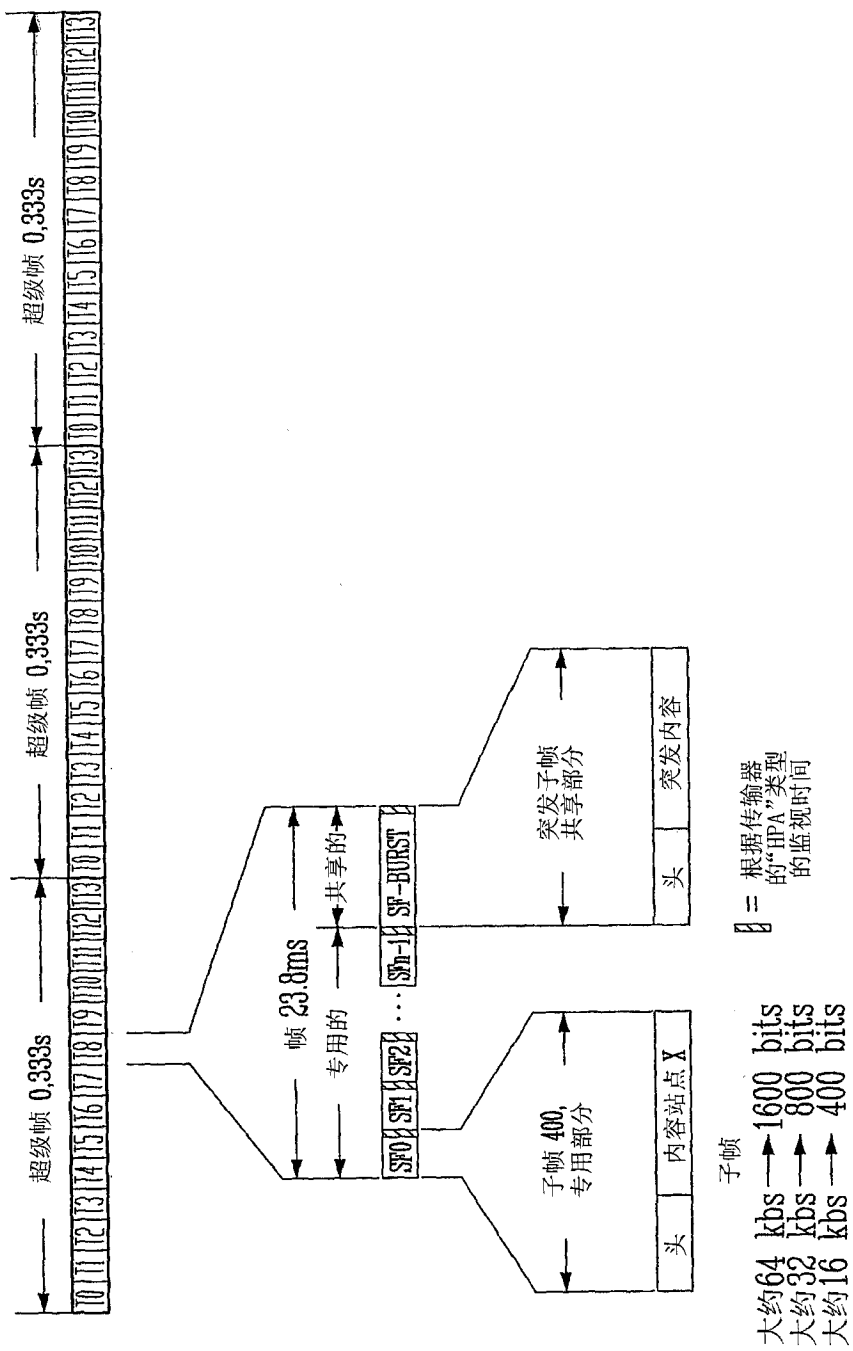 超级帧 0,333s
超级帧 0,333s
超级帧 0,333s
T0 T1 T2 T3 T4 T5 T6 T7 T8 T9 T10 T11 T12 T13 T0 T1 T2 T3 T4 T5 T6 T7 T8 T9 T10 T11 T12 T13 T0 T1 T2 T3 T4 T5 T6 T7 T8 T9 T10 T11 T12 T13
帧 23.8ms
专用的
共享的
SF0 SF1 SF2 ... SFn-1 SF-BURST
子帧 400,
专用部分
突发子帧
共享部分
头 内容站点 X
头 突发内容
子帧
大约64 kbs 1600 bits
大约32 kbs 800 bits
大约16 kbs 400 bits
= 根据传输器
的“HPA”类型
的监视时间